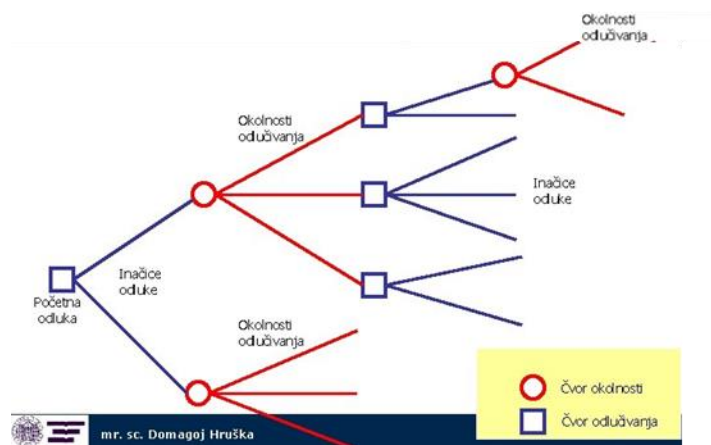 Okolnosti
odlučivanja
Okolnosti
odlučivanja
Inačice
odluke
Inačice
odluke
Početna
odluka
Okolnosti
odlučivanja
Čvor okolnosti
Čvor odlučivanja
mr. sc. Domagoj Hruška